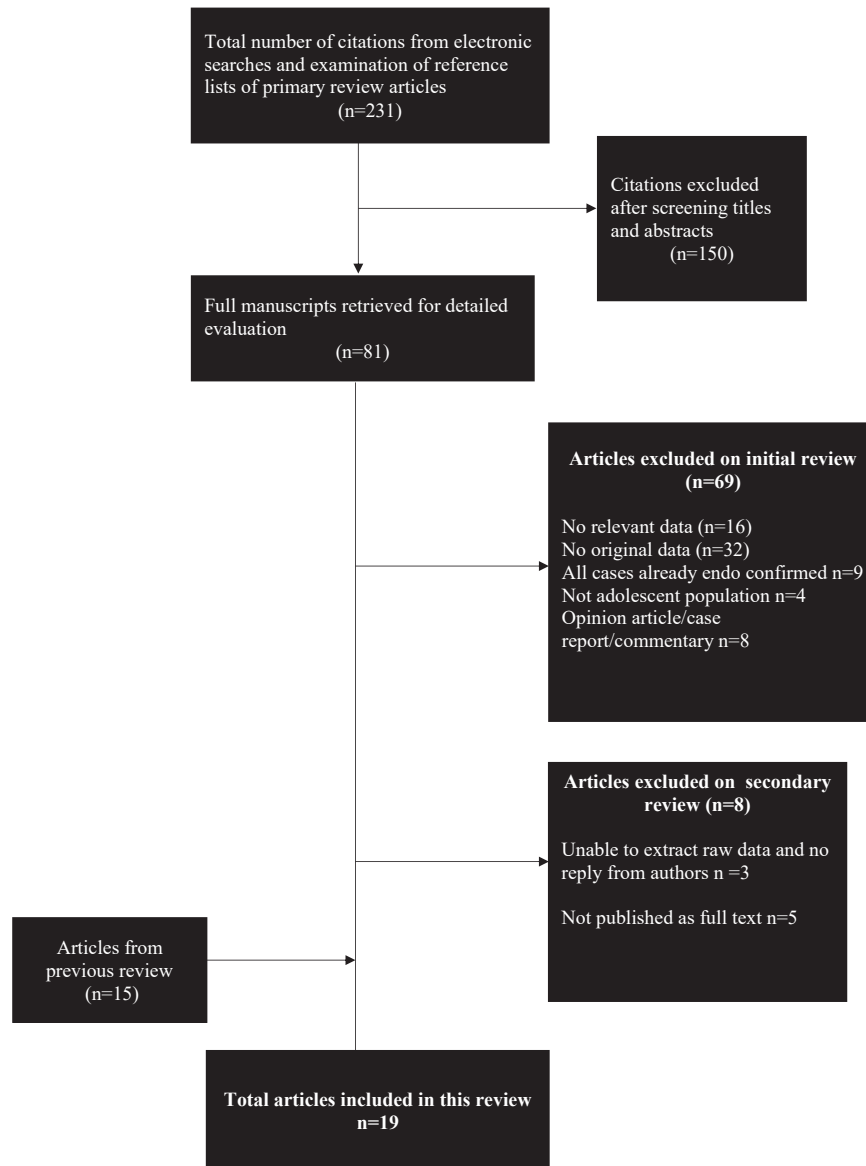 Total number of citations from electronic
searches and examination of reference
lists of primary review articles
(n=231)
Citations excluded
after screening titles
and abstracts
(n=150)
Full manuscripts retrieved for detailed
evaluation
(n=81)
Articles excluded on initial review
(n=69)
No relevant data (n=16)
No original data (n=32)
All cases already endo confirmed n=9
Not adolescent population n=4
Opinion article/case
report/commentary n=8
Articles excluded on  secondary
review (n=8)
Unable to extract raw data and no
reply from authors n =3
Not published as full text n=5
Articles from
previous review
(n=15)
Total articles included in this review
n=19